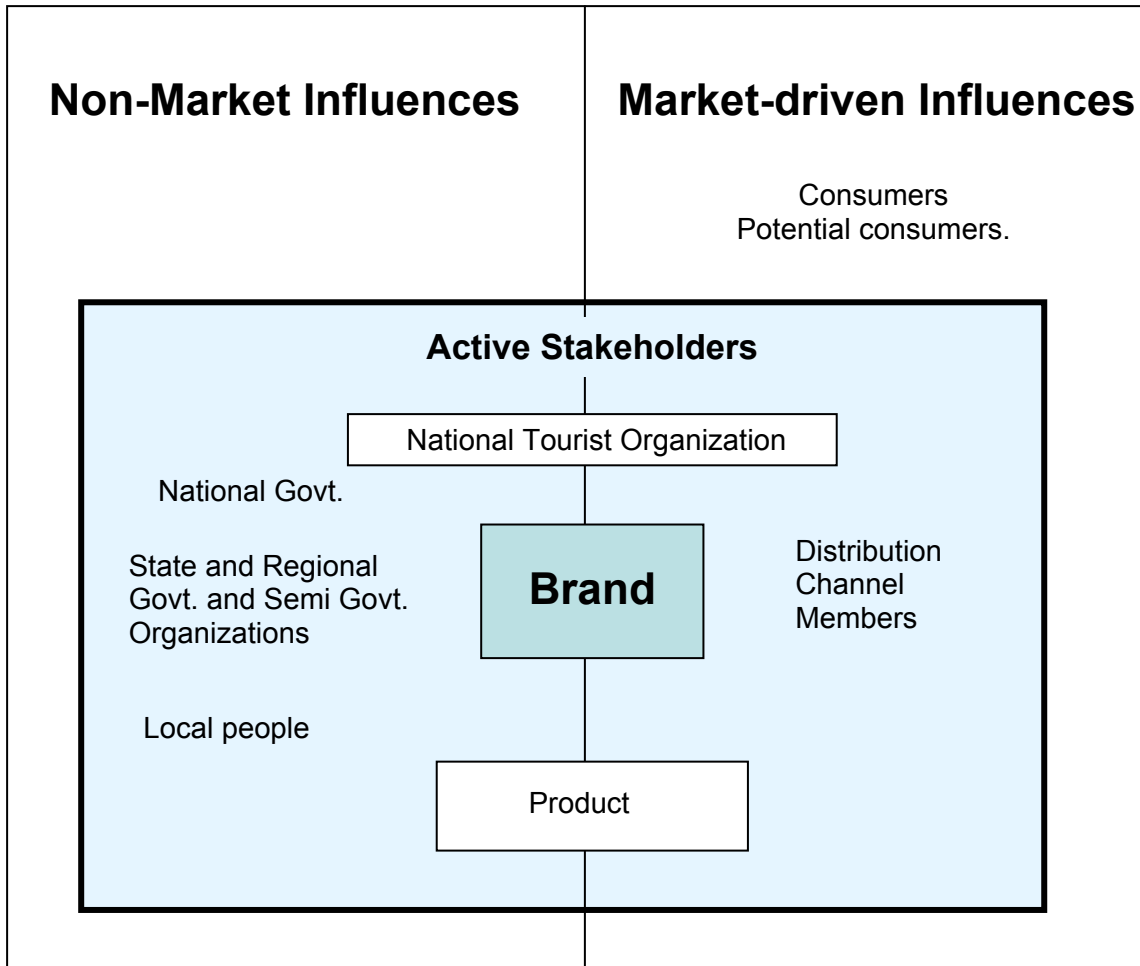 Non-Market Influences
Market-driven Influences
Consumers
Potential consumers.
Active Stakeholders
National Tourist Organization
National Govt.
State and Regional
Govt. and Semi Govt.
Organizations
Brand
Distribution
Channel
Members
Local people
Product